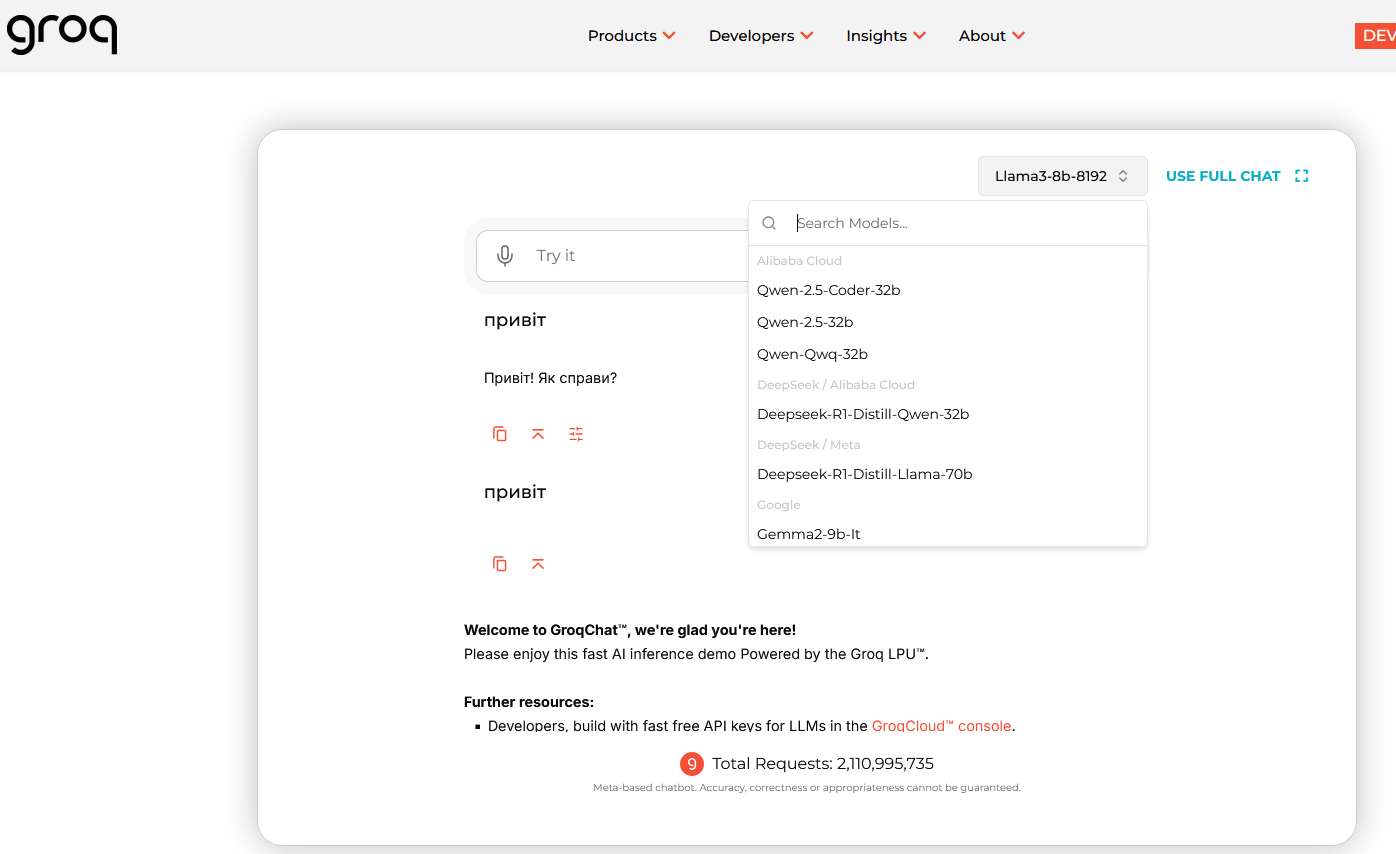 groq
Products
Developers
Insights
About
Llama3-8b-8192
USE FULL CHAT
Search Models...
Try it
Alibaba Cloud
Qwen-2.5-Coder-32b
Qwen-2.5-32b
Qwen-Qwq-32b
DeepSeek / Alibaba Cloud
Deepseek-R1-Distill-Qwen-32b
DeepSeek / Meta
Deepseek-R1-Distill-Llama-70b
Google
Gemma2-9b-It
привіт
Привіт! Як справи?
привіт
Welcome to GroqChat™, we're glad you're here!
Please enjoy this fast AI inference demo Powered by the Groq LPU™.
Further resources:
▪ Developers, build with fast free API keys for LLMs in the GroqCloud™ console.
9 Total Requests: 2,110,995,735
Meta-based chatbot. Accuracy, correctness or appropriateness cannot be guaranteed.